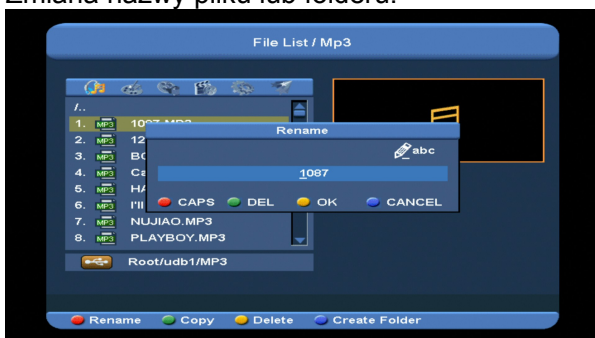 Zmiana nazwy pliku lub folderu.
File List / Mp3
/..
1. MP3 1087.MP3
Rename
2. MP3 12
abc
3. MP3 BC
4. MP3 Ca
1087
5. MP3 HA
6. MP3 I'll
CAPS DEL OK CANCEL
7. MP3 NUJIAO.MP3
8. MP3 PLAYBOY.MP3
Root/udb1/MP3
Rename Copy Delete Create Folder